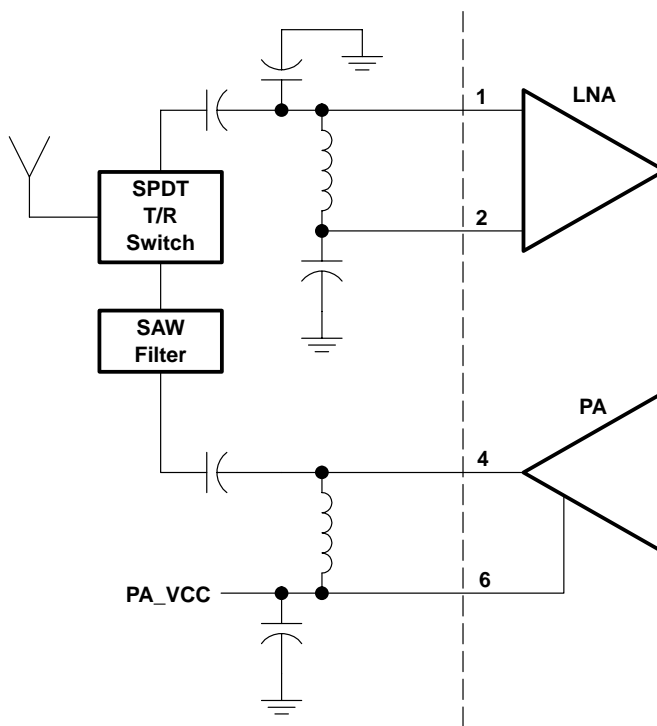 1
LNA
SPDT
T/R
Switch
2
SAW
Filter
PA
4
PA_VCC
6